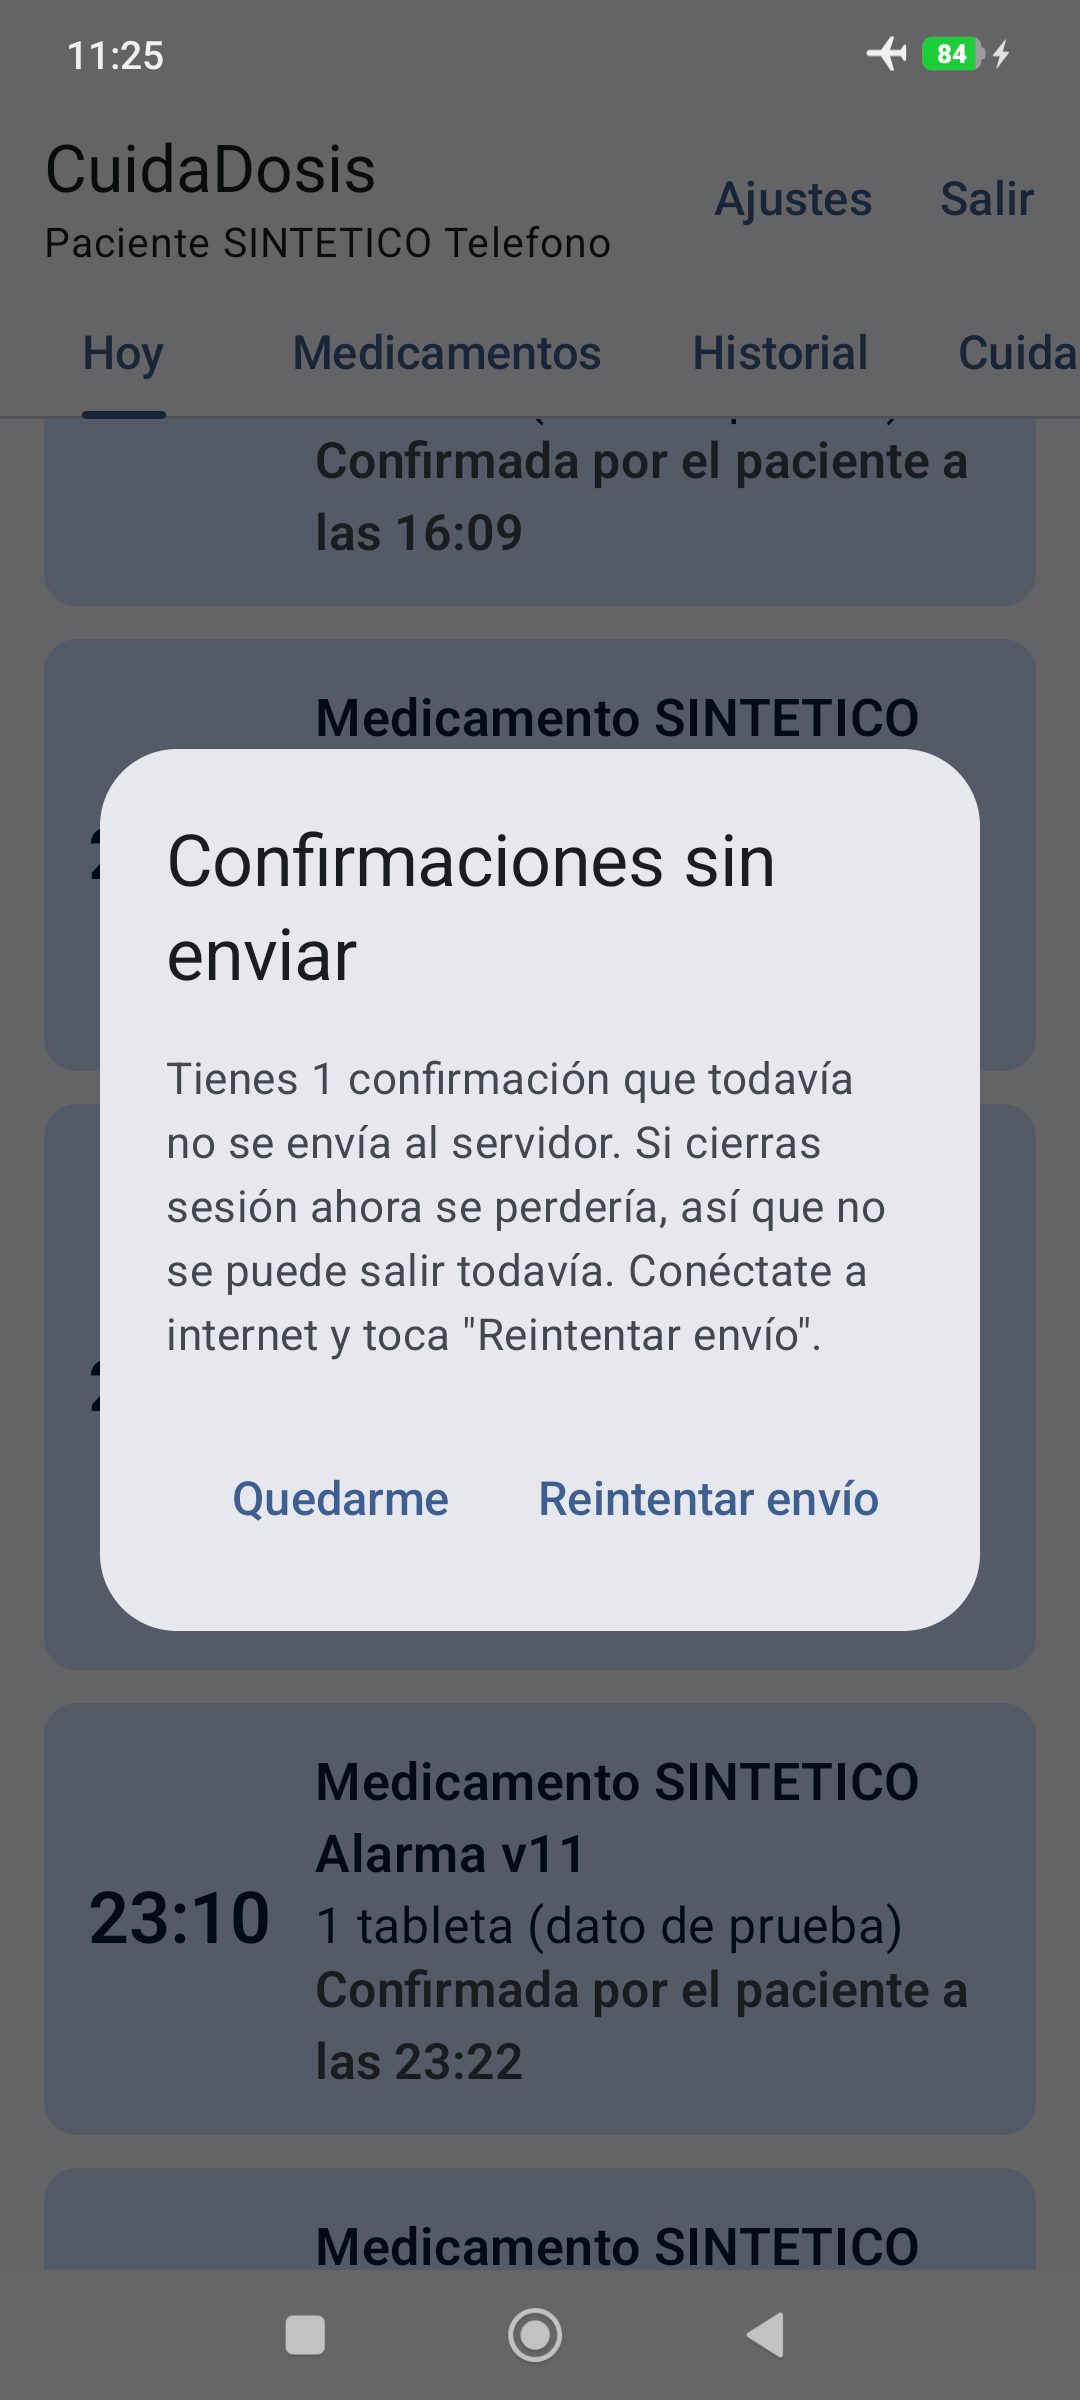 11:25
84
CuidaDosis
Paciente SINTETICO Telefono
Ajustes
Salir
Hoy
Medicamentos
Historial
Cuida
Confirmada por el paciente a
las 16:09
Medicamento SINTETICO
Confirmaciones sin
enviar
Tienes 1 confirmación que todavía
no se envía al servidor. Si cierras
sesión ahora se perdería, así que no
se puede salir todavía. Conéctate a
internet y toca "Reintentar envío".
Quedarme
Reintentar envío
Medicamento SINTETICO
Alarma v11
23:10
1 tableta (dato de prueba)
Confirmada por el paciente a
las 23:22
Medicamento SINTETICO